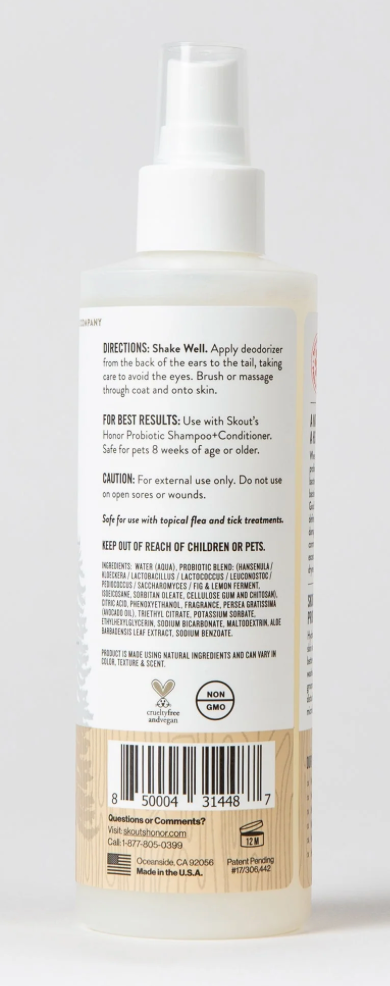 COMPANY
DIRECTIONS: Shake Well. Apply deodorizer
from the back of the ears to the tail, taking
care to avoid the eyes. Brush or massage
through coat and onto skin.
FOR BEST RESULTS: Use with Skout's
Honor Probiotic Shampoo+Conditioner.
Safe for pets 8 weeks of age or older.
CAUTION: For external use only. Do not use
on open sores or wounds.
Safe for use with topical flea and tick treatments.
KEEP OUT OF REACH OF CHILDREN OR PETS.
INGREDIENTS: WATER (AQUA), PROBIOTIC BLEND: (HANSENULA /
KLOECKERA / LACTOBACILLUS / LACTOCOCCUS / LEUCONOSTOC /
PEDIOCOCCUS / SACCHAROMYCES / FIG & LEMON FERMENT,
ISOEICOSANE, SORBITAN OLEATE, CELLULOSE GUM AND CHITOSAN),
CITRIC ACID, PHENOXYETHANOL, FRAGRANCE, PERSEA GRATISSIMA
(AVOCADO OIL), TRIETHYL CITRATE, POTASSIUM SORBATE,
ETHYLHEXYLGLYCERIN, SODIUM BICARBONATE, MALTODEXTRIN, ALOE
BARBADENSIS LEAF EXTRACT, SODIUM BENZOATE.
PRODUCT IS MADE USING NATURAL INGREDIENTS AND CAN VARY IN
COLOR, TEXTURE & SCENT.
crueltyfree
andvegan
NON
GMO
8 50004 31448 7
Questions or Comments?
Visit: skoutshonor.com
Call: 1-877-805-0399
12 M
Oceanside, CA 92056
Made in the U.S.A.
Patent Pending
#17/306,442